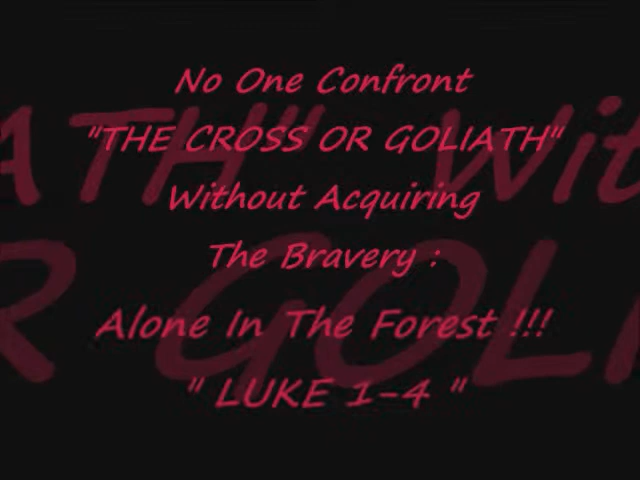 No One Confront
"THE CROSS OR GOLIATH"
Without Acquiring
The Bravery :
Alone In The Forest !!!
" LUKE 1-4 "